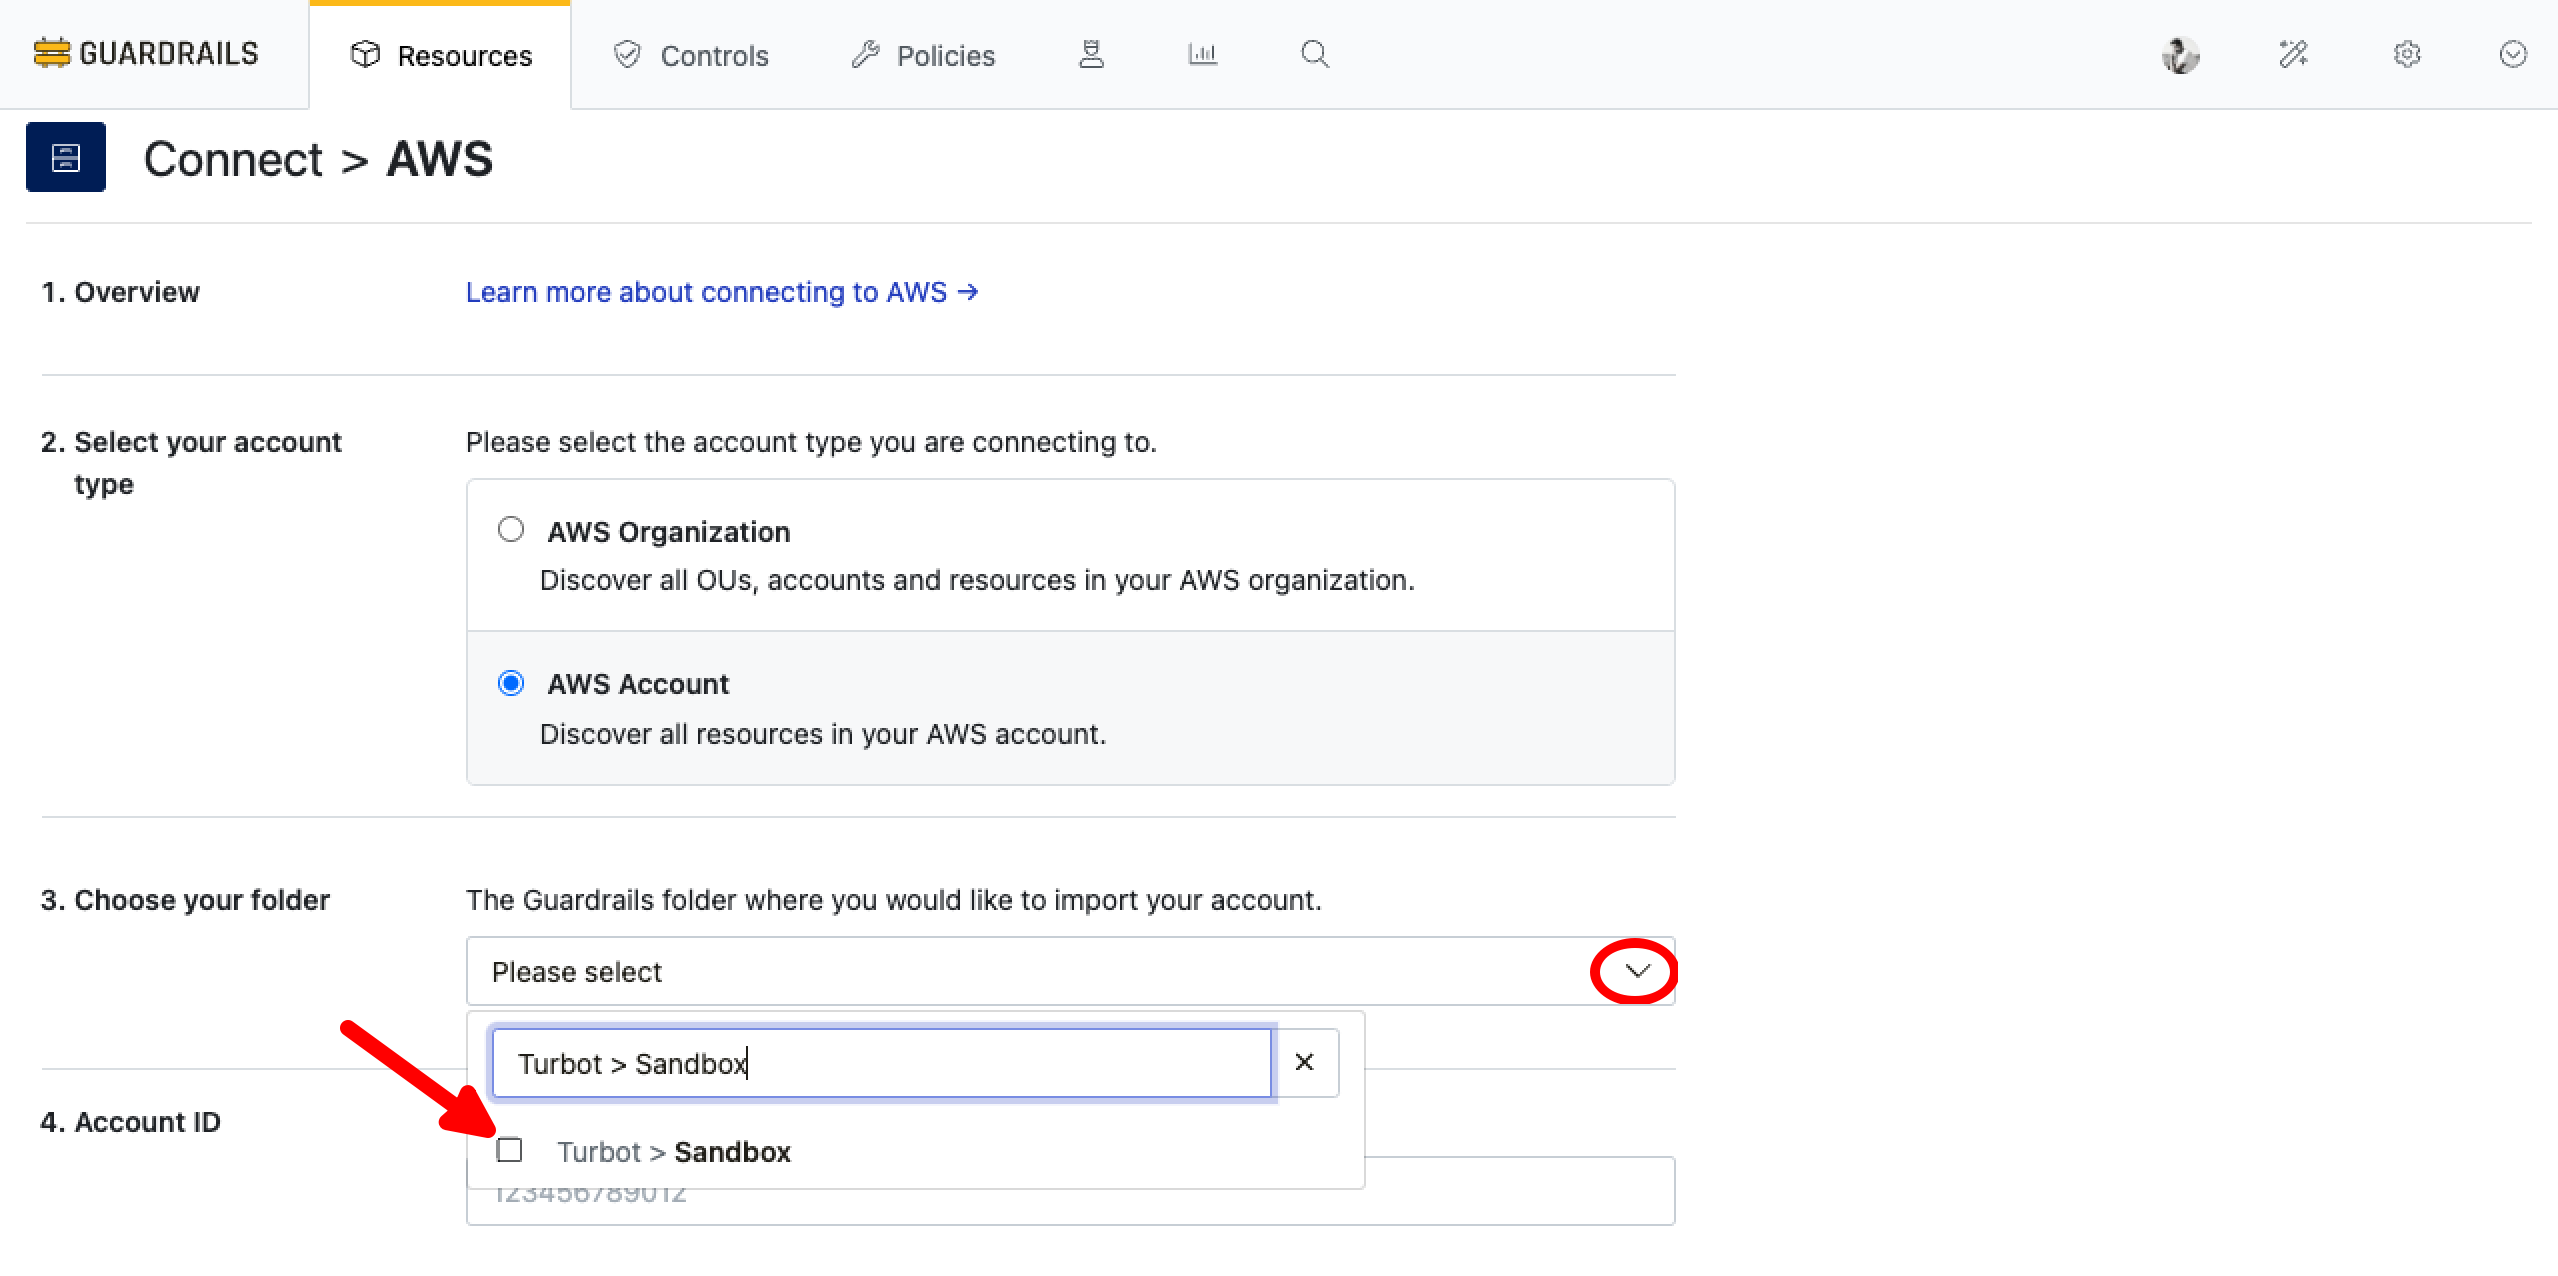 GUARDRAILS
Resources
Controls
Policies
Connect > AWS
1. Overview
Learn more about connecting to AWS →
2. Select your account
type
Please select the account type you are connecting to.
AWS Organization
Discover all OUs, accounts and resources in your AWS organization.
AWS Account
Discover all resources in your AWS account.
3. Choose your folder
The Guardrails folder where you would like to import your account.
Please select
Turbot > Sandbox
Turbot > Sandbox
4. Account ID
123456789012